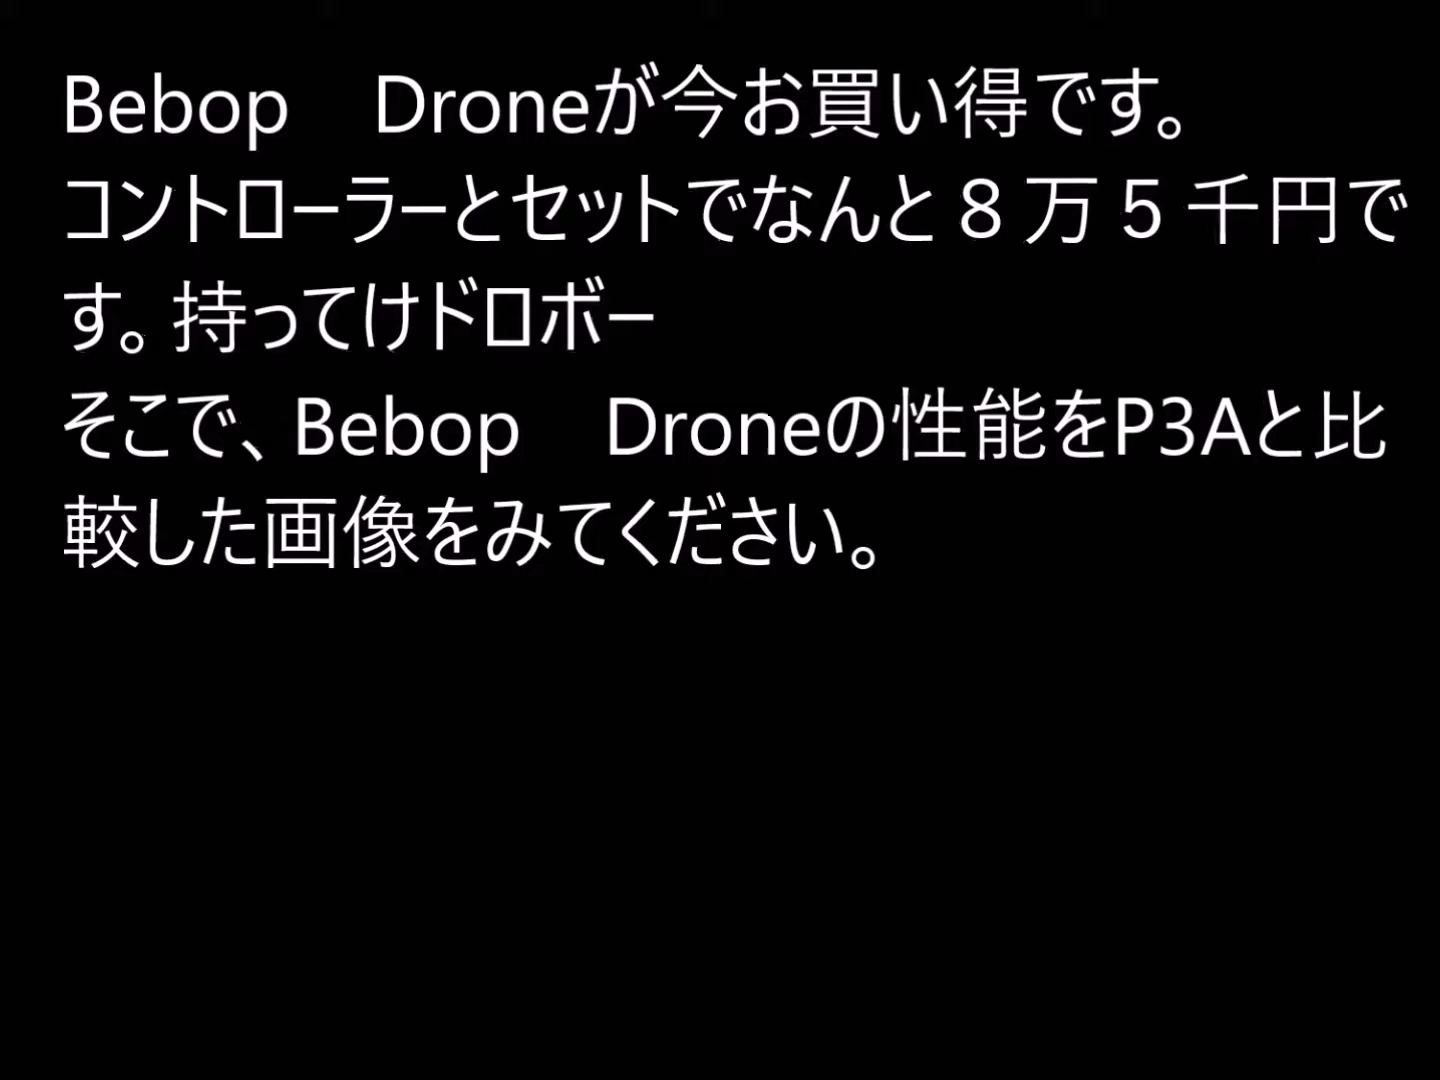 Bebop　Droneが今お買い得です。
コントローラーとセットでなんと８万５千円で
す。持ってけドロボー
そこで、Bebop　Droneの性能をP3Aと比
較した画像をみてください。